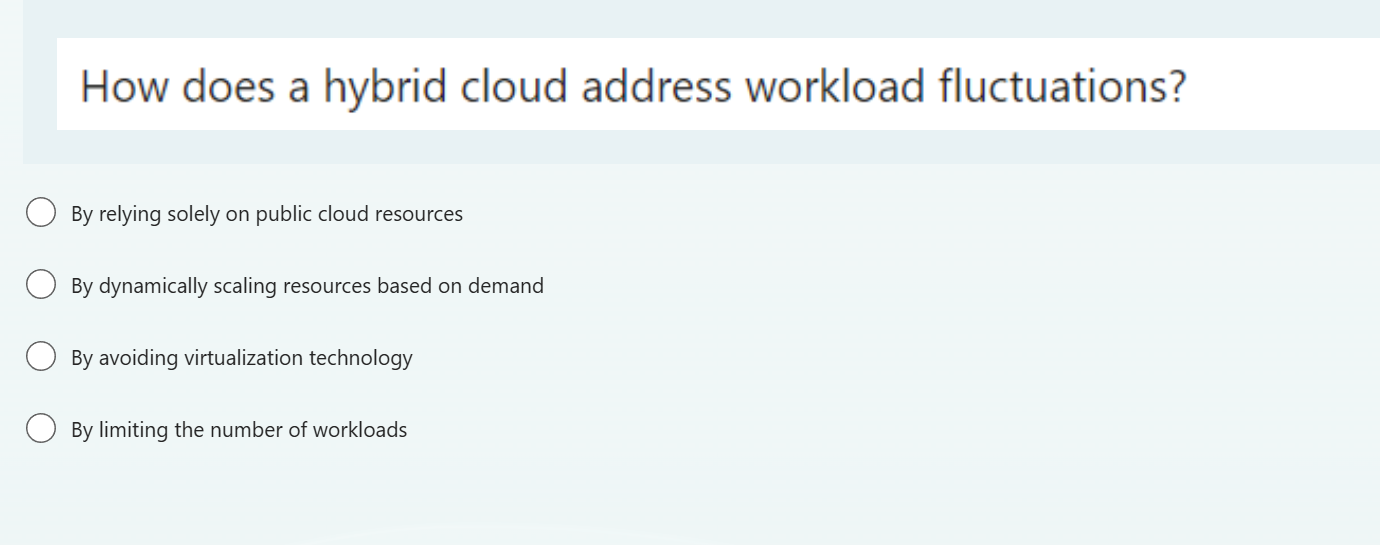 How does a hybrid cloud address workload fluctuations?
By relying solely on public cloud resources
By dynamically scaling resources based on demand
By avoiding virtualization technology
By limiting the number of workloads